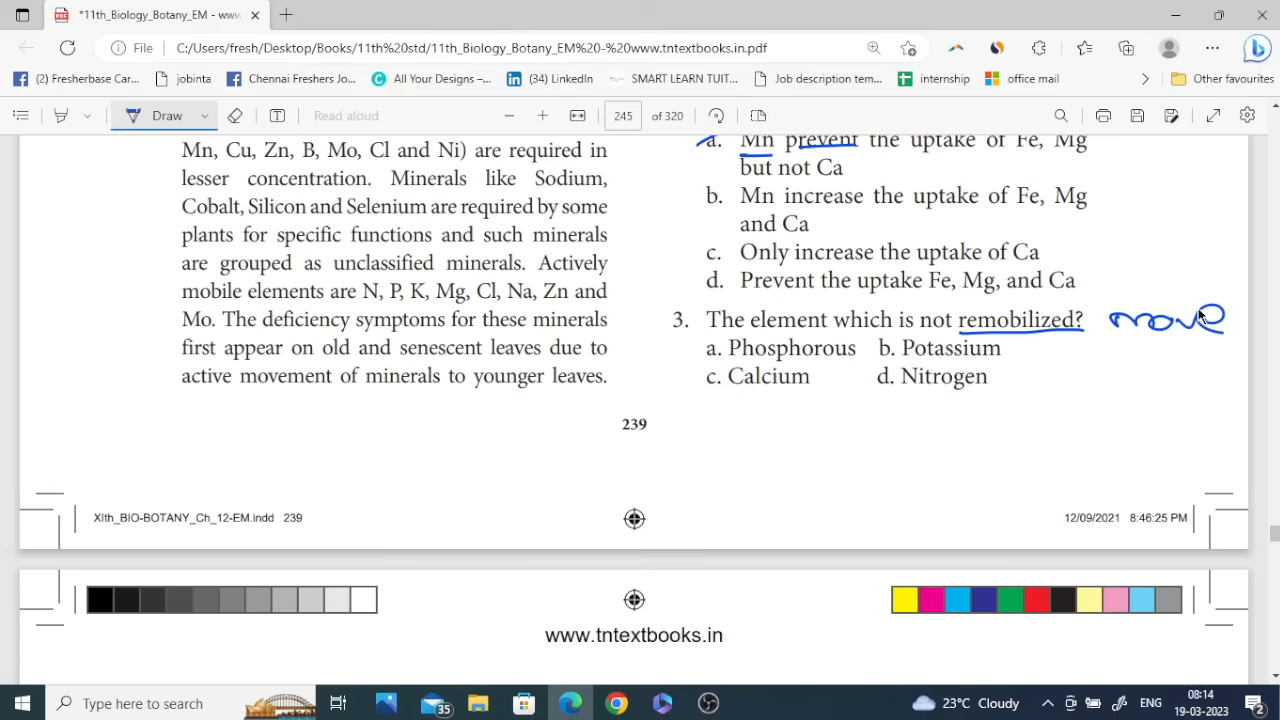 *11th_Biology_Botany_EM - www
File
C:/Users/fresh/Desktop/Books/11th%20std/11th_Biology_Botany_EM%20-%20www.tntextbooks.in.pdf
(2) Fresherbase Car...
jobinta
Chennai Freshers Jo...
All Your Designs –...
(34) LinkedIn
SMART LEARN TUIT...
Job description tem...
internship
office mail
Other favourites
Draw
Read aloud
245 of 320
Mn, Cu, Zn, B, Mo, Cl and Ni) are required in
lesser concentration. Minerals like Sodium,
Cobalt, Silicon and Selenium are required by some
plants for specific functions and such minerals
are grouped as unclassified minerals. Actively
mobile elements are N, P, K, Mg, Cl, Na, Zn and
Mo. The deficiency symptoms for these minerals
first appear on old and senescent leaves due to
active movement of minerals to younger leaves.
a. Mn prevent the uptake of Fe, Mg
but not Ca
b. Mn increase the uptake of Fe, Mg
and Ca
c. Only increase the uptake of Ca
d. Prevent the uptake Fe, Mg, and Ca
3. The element which is not remobilized? move
a. Phosphorous b. Potassium
c. Calcium d. Nitrogen
239
XIth_BIO-BOTANY_Ch_12-EM.indd 239
12/09/2021 8:46:25 PM
www.tntextbooks.in
Type here to search
35
23°C Cloudy
ENG
08:14
19-03-2023
2